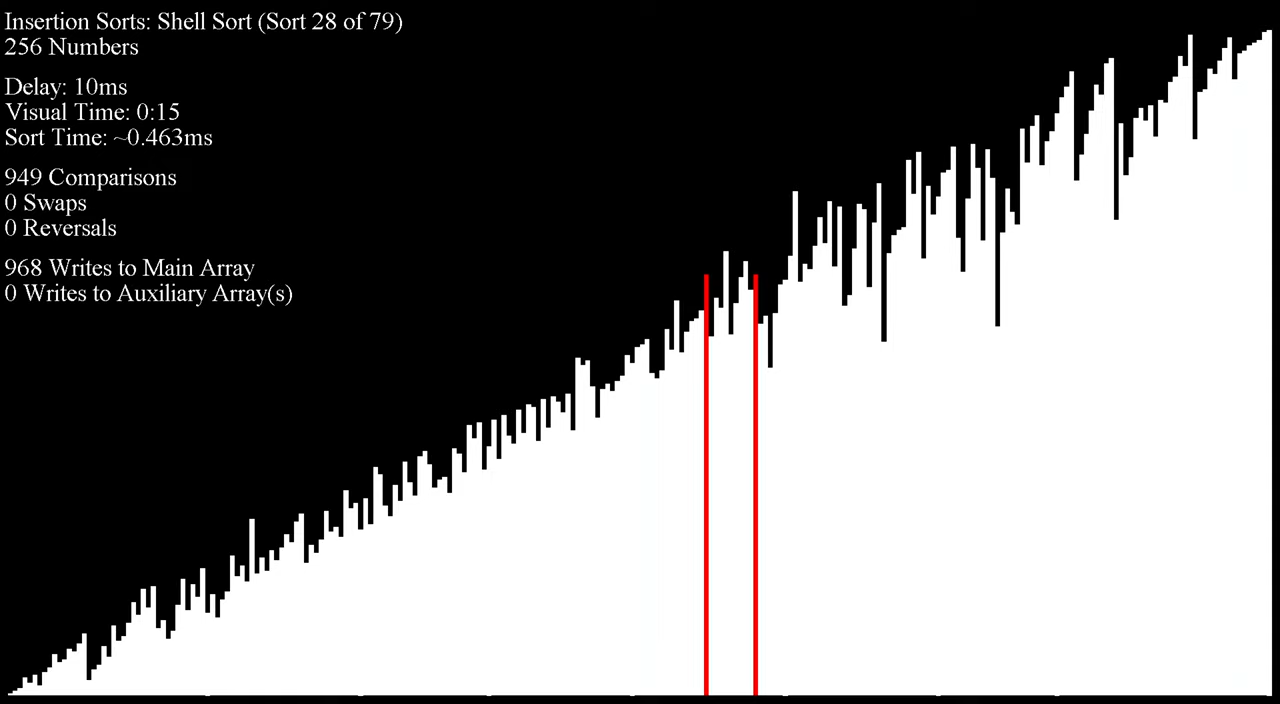 Insertion Sorts: Shell Sort (Sort 28 of 79)
256 Numbers
Delay: 10ms
Visual Time: 0:15
Sort Time: ~0.463ms
949 Comparisons
0 Swaps
0 Reversals
968 Writes to Main Array
0 Writes to Auxiliary Array(s)